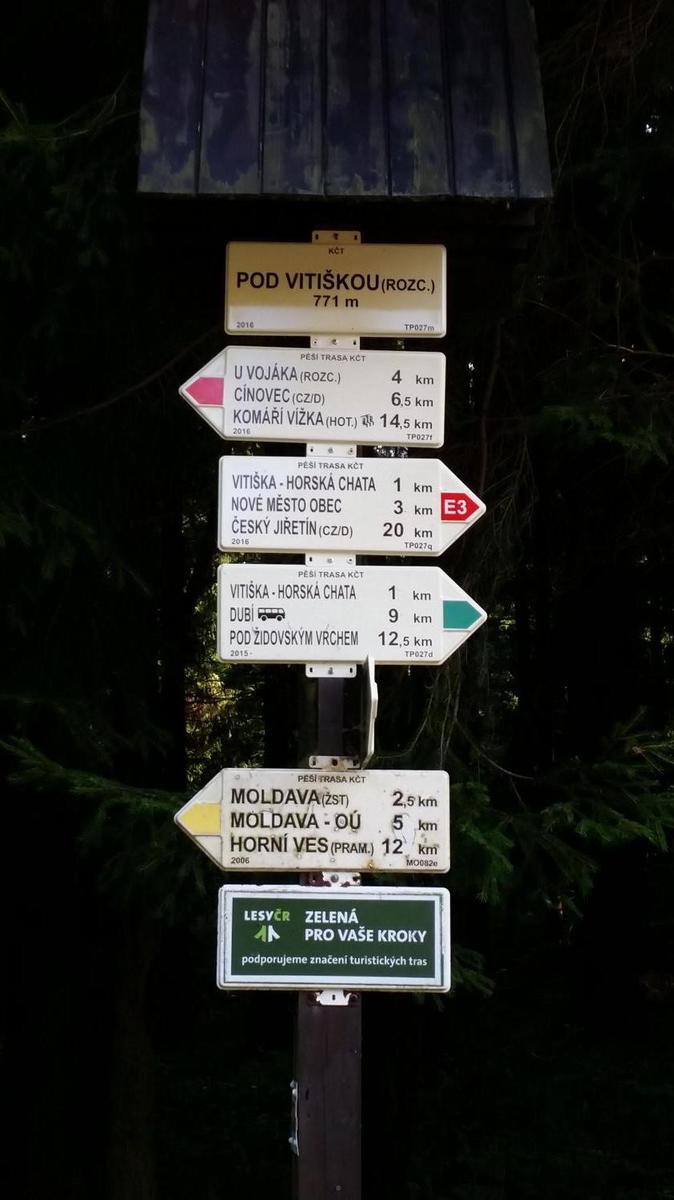 KČT
POD VITIŠKOU (ROZC.)
771 m
2016 TP027m
PĚŠÍ TRASA KČT
U VOJÁKA (ROZC.) 4 km
CÍNOVEC (CZ/D) 6,5 km
KOMÁŘÍ VÍŽKA (HOT.) 14,5 km
2016 TP027f
PĚŠÍ TRASA KČT
VITIŠKA - HORSKÁ CHATA 1 km
NOVÉ MĚSTO OBEC 3 km E3
ČESKÝ JIŘETÍN (CZ/D) 20 km
2016 TP027q
PĚŠÍ TRASA KČT
VITIŠKA - HORSKÁ CHATA 1 km
DUBÍ 9 km
POD ŽIDOVSKÝM VRCHEM 12,5 km
2015 - TP027d
PĚŠÍ TRASA KČT
MOLDAVA (ŽST) 2,5 km
MOLDAVA - OÚ 5 km
HORNÍ VES (PRAM.) 12 km
2006 MO082e
LESY ČR ZELENÁ
PRO VAŠE KROKY
podporujeme značení turistických tras